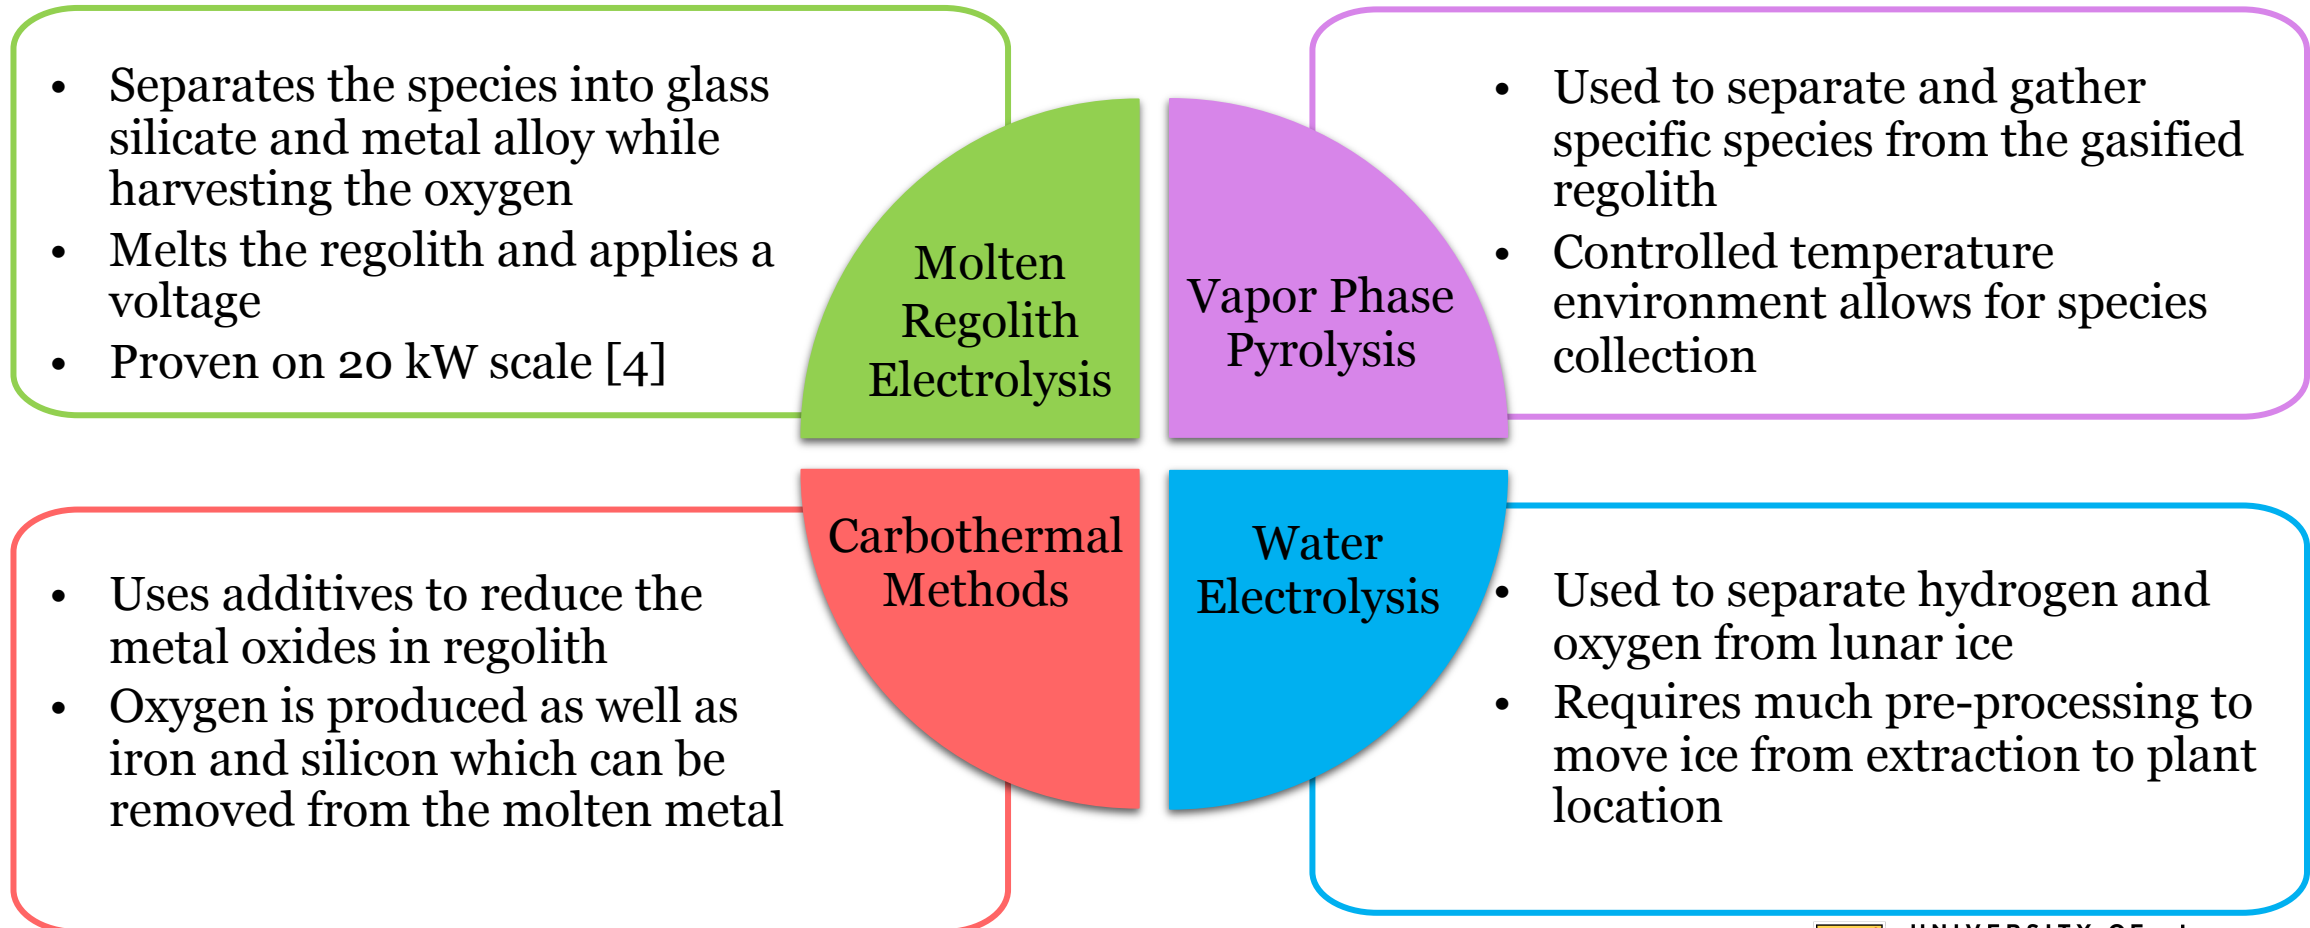 • Separates the species into glass
silicate and metal alloy while
harvesting the oxygen
• Melts the regolith and applies a
voltage
• Proven on 20 kW scale [4]
Molten
Regolith
Electrolysis
Vapor Phase
Pyrolysis
• Used to separate and gather
specific species from the gasified
regolith
• Controlled temperature
environment allows for species
collection
Carbothermal
Methods
• Uses additives to reduce the
metal oxides in regolith
• Oxygen is produced as well as
iron and silicon which can be
removed from the molten metal
Water
Electrolysis
• Used to separate hydrogen and
oxygen from lunar ice
• Requires much pre-processing to
move ice from extraction to plant
location
UNIVERSITY OF